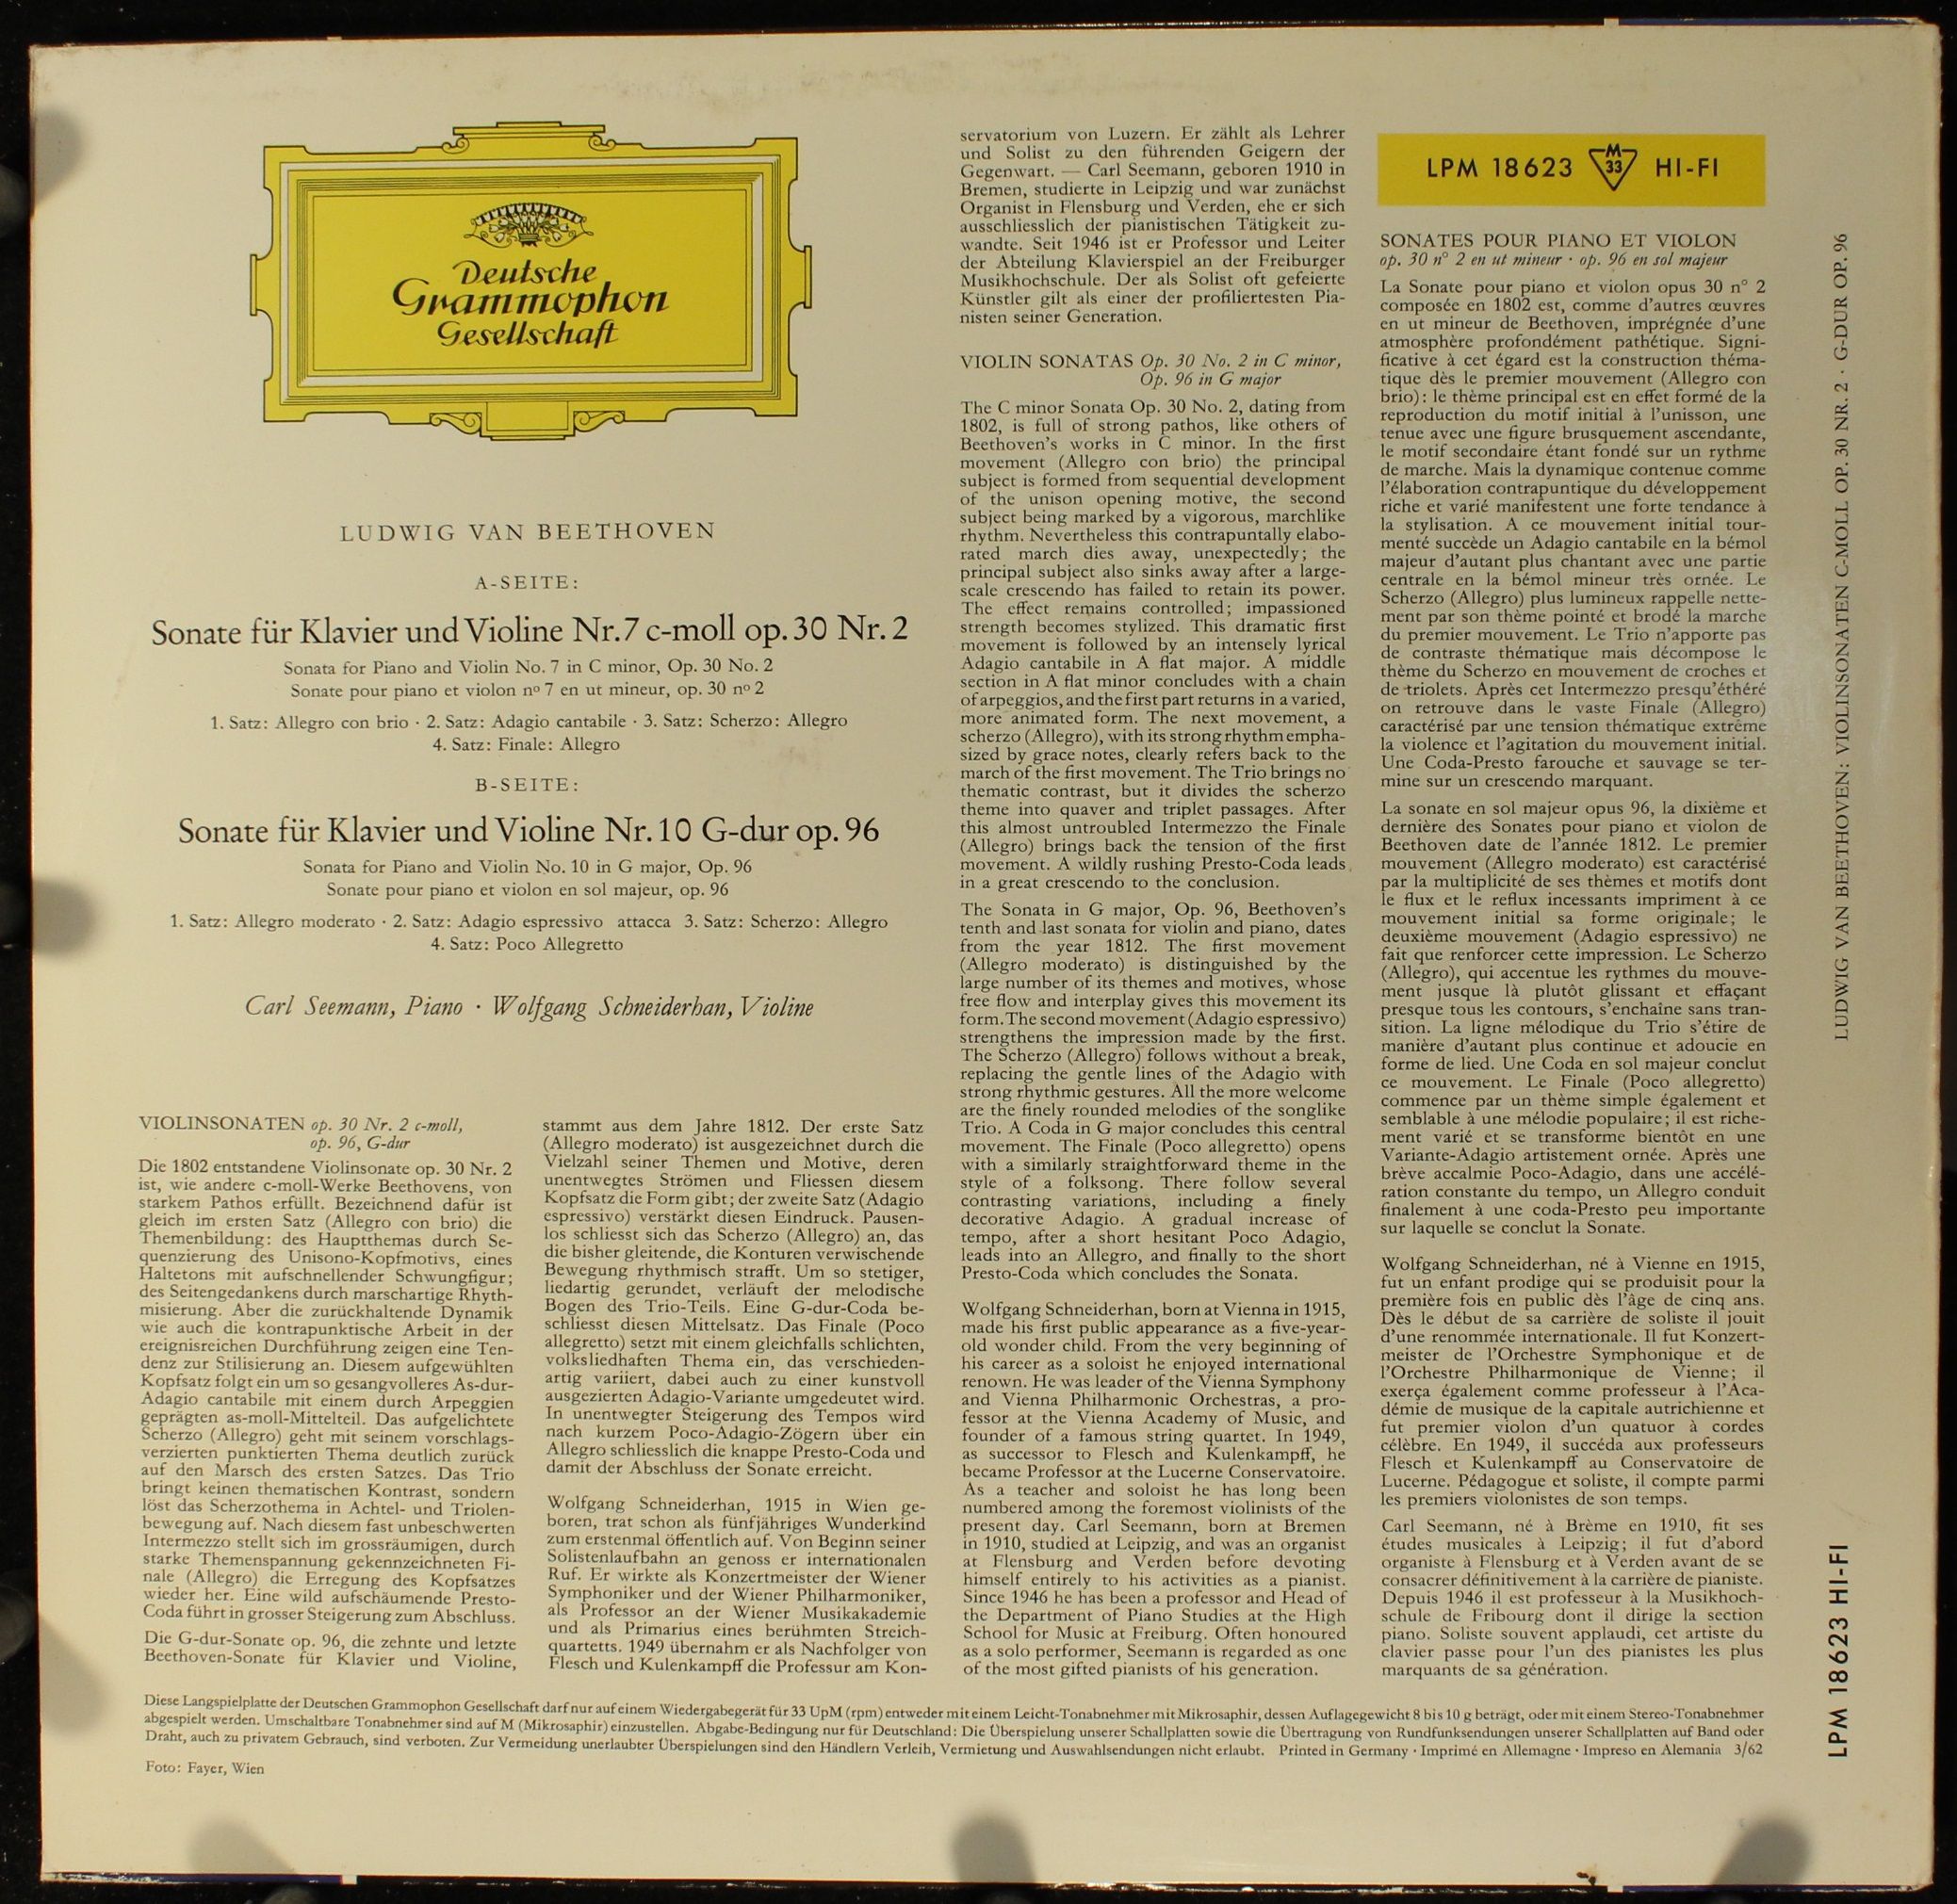 Deutsche
Grammophon
Gesellschaft
LUDWIG VAN BEETHOVEN
A-SEITE:
Sonate für Klavier und Violine Nr. 7 c-moll op. 30 Nr. 2
Sonata for Piano and Violin No. 7 in C minor, Op. 30 No. 2
Sonate pour piano et violon nº 7 en ut mineur, op. 30 nº 2
1. Satz: Allegro con brio · 2. Satz: Adagio cantabile · 3. Satz: Scherzo: Allegro
4. Satz: Finale: Allegro
B-SEITE:
Sonate für Klavier und Violine Nr. 10 G-dur op. 96
Sonata for Piano and Violin No. 10 in G major, Op. 96
Sonate pour piano et violon en sol majeur, op. 96
1. Satz: Allegro moderato · 2. Satz: Adagio espressivo attacca 3. Satz: Scherzo: Allegro
4. Satz: Poco Allegretto
Carl Seemann, Piano · Wolfgang Schneiderhan, Violine
VIOLINSONATEN op. 30 Nr. 2 c-moll,
op. 96, G-dur
Die 1802 entstandene Violinsonate op. 30 Nr. 2
ist, wie andere c-moll-Werke Beethovens, von
starkem Pathos erfüllt. Bezeichnend dafür ist
gleich im ersten Satz (Allegro con brio) die
Themenbildung: des Hauptthemas durch Se-
quenzierung des Unisono-Kopfmotivs, eines
Haltetons mit aufschnellender Schwungfigur;
des Seitengedankens durch marschartige Rhyth-
misierung. Aber die zurückhaltende Dynamik
wie auch die kontrapunktische Arbeit in der
ereignisreichen Durchführung zeigen eine Ten-
denz zur Stilisierung an. Diesem aufgewühlten
Kopfsatz folgt ein um so gesangvolleres As-dur-
Adagio cantabile mit einem durch Arpeggien
geprägten as-moll-Mittelteil. Das aufgelichtete
Scherzo (Allegro) geht mit seinem vorschlags-
verzierten punktierten Thema deutlich zurück
auf den Marsch des ersten Satzes. Das Trio
bringt keinen thematischen Kontrast, sondern
löst das Scherzothema in Achtel- und Triolen-
bewegung auf. Nach diesem fast unbeschwerten
Intermezzo stellt sich im grossräumigen, durch
starke Themenspannung gekennzeichneten Fi-
nale (Allegro) die Erregung des Kopfsatzes
wieder her. Eine wild aufschäumende Presto-
Coda führt in grosser Steigerung zum Abschluss.
Die G-dur-Sonate op. 96, die zehnte und letzte
Beethoven-Sonate für Klavier und Violine,
stammt aus dem Jahre 1812. Der erste Satz
(Allegro moderato) ist ausgezeichnet durch die
Vielzahl seiner Themen und Motive, deren
unentwegtes Strömen und Fliessen diesem
Kopfsatz die Form gibt; der zweite Satz (Adagio
espressivo) verstärkt diesen Eindruck. Pausen-
los schliesst sich das Scherzo (Allegro) an, das
die bisher gleitende, die Konturen verwischende
Bewegung rhythmisch strafft. Um so stetiger,
liedartig gerundet, verläuft der melodische
Bogen des Trio-Teils. Eine G-dur-Coda be-
schliesst diesen Mittelsatz. Das Finale (Poco
allegretto) setzt mit einem gleichfalls schlichten,
volksliedhaften Thema ein, das verschieden-
artig variiert, dabei auch zu einer kunstvoll
ausgezierten Adagio-Variante umgedeutet wird.
In unentwegter Steigerung des Tempos wird
nach kurzem Poco-Adagio-Zögern über ein
Allegro schliesslich die knappe Presto-Coda und
damit der Abschluss der Sonate erreicht.
Wolfgang Schneiderhan, 1915 in Wien ge-
boren, trat schon als fünfjähriges Wunderkind
zum erstenmal öffentlich auf. Von Beginn seiner
Solistenlaufbahn an genoss er internationalen
Ruf. Er wirkte als Konzertmeister der Wiener
Symphoniker und der Wiener Philharmoniker,
als Professor an der Wiener Musikakademie
und als Primarius eines berühmten Streich-
quartetts. 1949 übernahm er als Nachfolger von
Flesch und Kulenkampff die Professur am Kon-
servatorium von Luzern. Er zählt als Lehrer
und Solist zu den führenden Geigern der
Gegenwart. — Carl Seemann, geboren 1910 in
Bremen, studierte in Leipzig und war zunächst
Organist in Flensburg und Verden, ehe er sich
ausschliesslich der pianistischen Tätigkeit zu-
wandte. Seit 1946 ist er Professor und Leiter
der Abteilung Klavierspiel an der Freiburger
Musikhochschule. Der als Solist oft gefeierte
Künstler gilt als einer der profiliertesten Pia-
nisten seiner Generation.
VIOLIN SONATAS Op. 30 No. 2 in C minor,
Op. 96 in G major
The C minor Sonata Op. 30 No. 2, dating from
1802, is full of strong pathos, like others of
Beethoven's works in C minor. In the first
movement (Allegro con brio) the principal
subject is formed from sequential development
of the unison opening motive, the second
subject being marked by a vigorous, marchlike
rhythm. Nevertheless this contrapuntally elabo-
rated march dies away, unexpectedly; the
principal subject also sinks away after a large-
scale crescendo has failed to retain its power.
The effect remains controlled; impassioned
strength becomes stylized. This dramatic first
movement is followed by an intensely lyrical
Adagio cantabile in A flat major. A middle
section in A flat minor concludes with a chain
of arpeggios, and the first part returns in a varied,
more animated form. The next movement, a
scherzo (Allegro), with its strong rhythm empha-
sized by grace notes, clearly refers back to the
march of the first movement. The Trio brings no
thematic contrast, but it divides the scherzo
theme into quaver and triplet passages. After
this almost untroubled Intermezzo the Finale
(Allegro) brings back the tension of the first
movement. A wildly rushing Presto-Coda leads
in a great crescendo to the conclusion.
The Sonata in G major, Op. 96, Beethoven's
tenth and last sonata for violin and piano, dates
from the year 1812. The first movement
(Allegro moderato) is distinguished by the
large number of its themes and motives, whose
free flow and interplay gives this movement its
form. The second movement (Adagio espressivo)
strengthens the impression made by the first.
The Scherzo (Allegro) follows without a break,
replacing the gentle lines of the Adagio with
strong rhythmic gestures. All the more welcome
are the finely rounded melodies of the songlike
Trio. A Coda in G major concludes this central
movement. The Finale (Poco allegretto) opens
with a similarly straightforward theme in the
style of a folksong. There follow several
contrasting variations, including a finely
decorative Adagio. A gradual increase of
tempo, after a short hesitant Poco Adagio,
leads into an Allegro, and finally to the short
Presto-Coda which concludes the Sonata.
Wolfgang Schneiderhan, born at Vienna in 1915,
made his first public appearance as a five-year-
old wonder child. From the very beginning of
his career as a soloist he enjoyed international
renown. He was leader of the Vienna Symphony
and Vienna Philharmonic Orchestras, a pro-
fessor at the Vienna Academy of Music, and
founder of a famous string quartet. In 1949,
as successor to Flesch and Kulenkampff, he
became Professor at the Lucerne Conservatoire.
As a teacher and soloist he has long been
numbered among the foremost violinists of the
present day. Carl Seemann, born at Bremen
in 1910, studied at Leipzig, and was an organist
at Flensburg and Verden before devoting
himself entirely to his activities as a pianist.
Since 1946 he has been a professor and Head of
the Department of Piano Studies at the High
School for Music at Freiburg. Often honoured
as a solo performer, Seemann is regarded as one
of the most gifted pianists of his generation.
LPM 18623 M 33 HI-FI
SONATES POUR PIANO ET VIOLON
op. 30 nº 2 en ut mineur · op. 96 en sol majeur
La Sonate pour piano et violon opus 30 nº 2
composée en 1802 est, comme d'autres œuvres
en ut mineur de Beethoven, imprégnée d'une
atmosphère profondément pathétique. Signi-
ficative à cet égard est la construction théma-
tique dès le premier mouvement (Allegro con
brio): le thème principal est en effet formé de la
reproduction du motif initial à l'unisson, une
tenue avec une figure brusquement ascendante,
le motif secondaire étant fondé sur un rythme
de marche. Mais la dynamique contenue comme
l'élaboration contrapuntique du développement
riche et varié manifestent une forte tendance à
la stylisation. A ce mouvement initial tour-
menté succède un Adagio cantabile en la bémol
majeur d'autant plus chantant avec une partie
centrale en la bémol mineur très ornée. Le
Scherzo (Allegro) plus lumineux rappelle nette-
ment par son thème pointé et brodé la marche
du premier mouvement. Le Trio n'apporte pas
de contraste thématique mais décompose le
thème du Scherzo en mouvement de croches et
de triolets. Après cet Intermezzo presqu'éthéré
on retrouve dans le vaste Finale (Allegro)
caractérisé par une tension thématique extrême
la violence et l'agitation du mouvement initial.
Une Coda-Presto farouche et sauvage se ter-
mine sur un crescendo marquant.
La sonate en sol majeur opus 96, la dixième et
dernière des Sonates pour piano et violon de
Beethoven date de l'année 1812. Le premier
mouvement (Allegro moderato) est caractérisé
par la multiplicité de ses thèmes et motifs dont
le flux et le reflux incessants impriment à ce
mouvement initial sa forme originale; le
deuxième mouvement (Adagio espressivo) ne
fait que renforcer cette impression. Le Scherzo
(Allegro), qui accentue les rythmes du mouve-
ment jusque là plutôt glissant et effaçant
presque tous les contours, s'enchaîne sans tran-
sition. La ligne mélodique du Trio s'étire de
manière d'autant plus continue et adoucie en
forme de lied. Une Coda en sol majeur conclut
ce mouvement. Le Finale (Poco allegretto)
commence par un thème simple également et
semblable à une mélodie populaire; il est riche-
ment varié et se transforme bientôt en une
Variante-Adagio artistement ornée. Après une
brève accalmie Poco-Adagio, dans une accélé-
ration constante du tempo, un Allegro conduit
finalement à une coda-Presto peu importante
sur laquelle se conclut la Sonate.
Wolfgang Schneiderhan, né à Vienne en 1915,
fut un enfant prodige qui se produisit pour la
première fois en public dès l'âge de cinq ans.
Dès le début de sa carrière de soliste il jouit
d'une renommée internationale. Il fut Konzert-
meister de l'Orchestre Symphonique et de
l'Orchestre Philharmonique de Vienne; il
exerça également comme professeur à l'Aca-
démie de musique de la capitale autrichienne et
fut premier violon d'un quatuor à cordes
célèbre. En 1949, il succéda aux professeurs
Flesch et Kulenkampff au Conservatoire de
Lucerne. Pédagogue et soliste, il compte parmi
les premiers violonistes de son temps.
Carl Seemann, né à Brème en 1910, fit ses
études musicales à Leipzig; il fut d'abord
organiste à Flensburg et à Verden avant de se
consacrer définitivement à la carrière de pianiste.
Depuis 1946 il est professeur à la Musikhoch-
schule de Fribourg dont il dirige la section
piano. Soliste souvent applaudi, cet artiste du
clavier passe pour l'un des pianistes les plus
marquants de sa génération.
Diese Langspielplatte der Deutschen Grammophon Gesellschaft darf nur auf einem Wiedergabegerät für 33 UpM (rpm) entweder mit einem Leicht-Tonabnehmer mit Mikrosaphir, dessen Auflagegewicht 8 bis 10 g beträgt, oder mit einem Stereo-Tonabnehmer
abgespielt werden. Umschaltbare Tonabnehmer sind auf M (Mikrosaphir) einzustellen. Abgabe-Bedingung nur für Deutschland: Die Überspielung unserer Schallplatten sowie die Übertragung von Rundfunksendungen unserer Schallplatten auf Band oder
Draht, auch zu privatem Gebrauch, sind verboten. Zur Vermeidung unerlaubter Überspielungen sind den Händlern Verleih, Vermietung und Auswahlsendungen nicht erlaubt. Printed in Germany · Imprimé en Allemagne · Impreso en Alemania 3/62
Foto: Fayer, Wien
LUDWIG VAN BEETHOVEN: VIOLINSONATEN C-MOLL OP. 30 NR. 2 · G-DUR OP. 96
LPM 18623 HI-FI